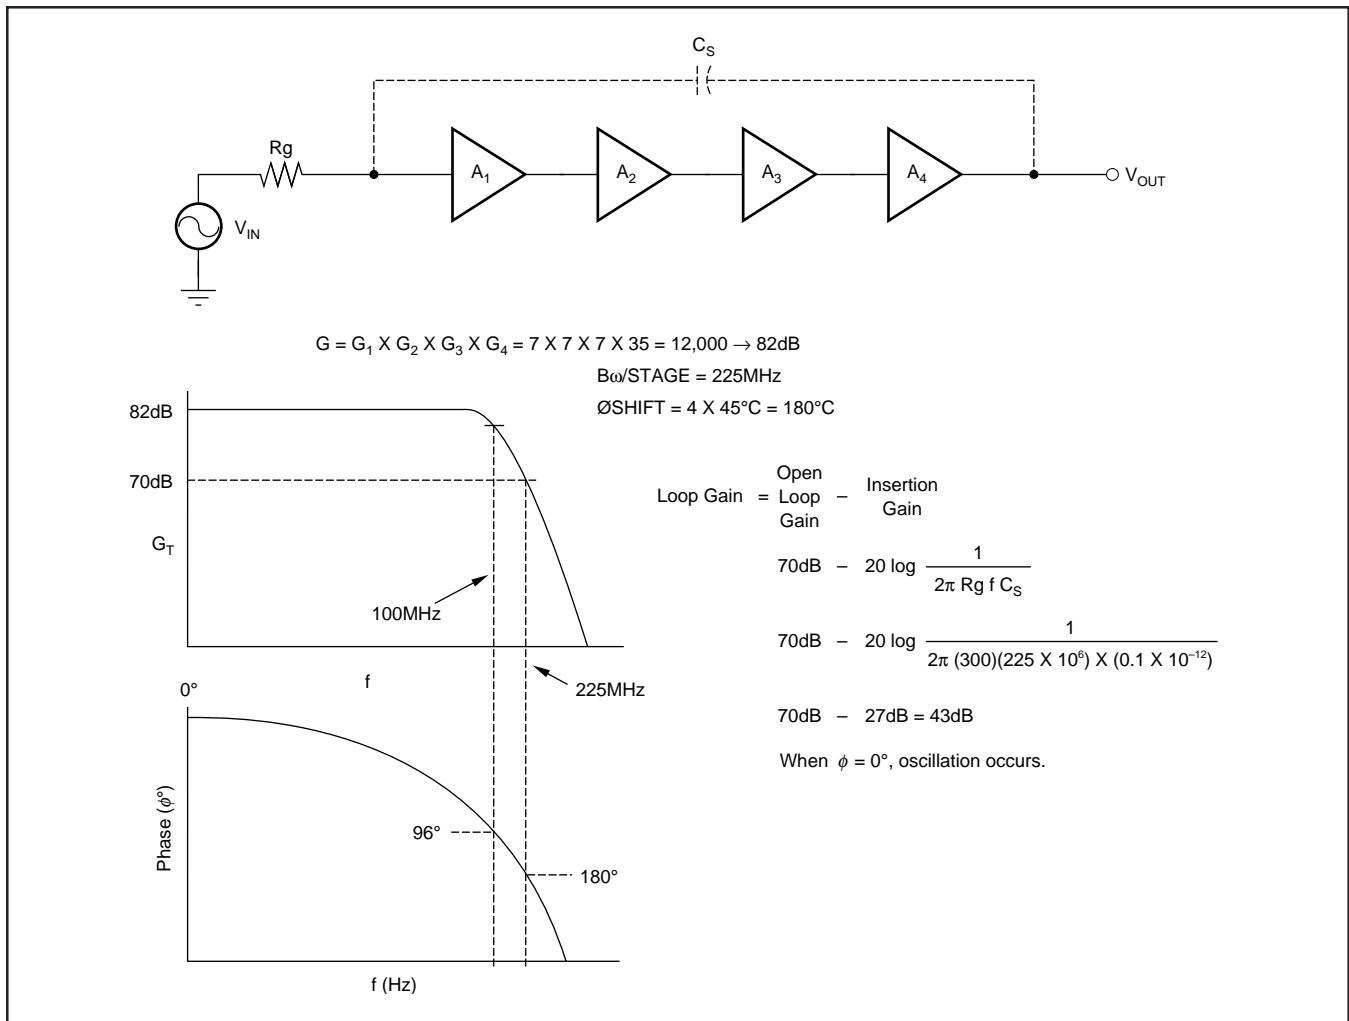 C_S
Rg
A_1
A_2
A_3
A_4
V_OUT
V_IN
G = G_1 X G_2 X G_3 X G_4 = 7 X 7 X 7 X 35 = 12,000 → 82dB
Bω/STAGE = 225MHz
ØSHIFT = 4 X 45°C = 180°C
82dB
70dB
G_T
100MHz
f
225MHz
Loop Gain = Open Loop Gain – Insertion Gain
70dB – 20 log 1 / 2π Rg f C_S
70dB – 20 log 1 / 2π (300)(225 X 10^6) X (0.1 X 10^–12)
70dB – 27dB = 43dB
When ϕ = 0°, oscillation occurs.
0°
Phase (ϕ°)
96°
180°
f (Hz)